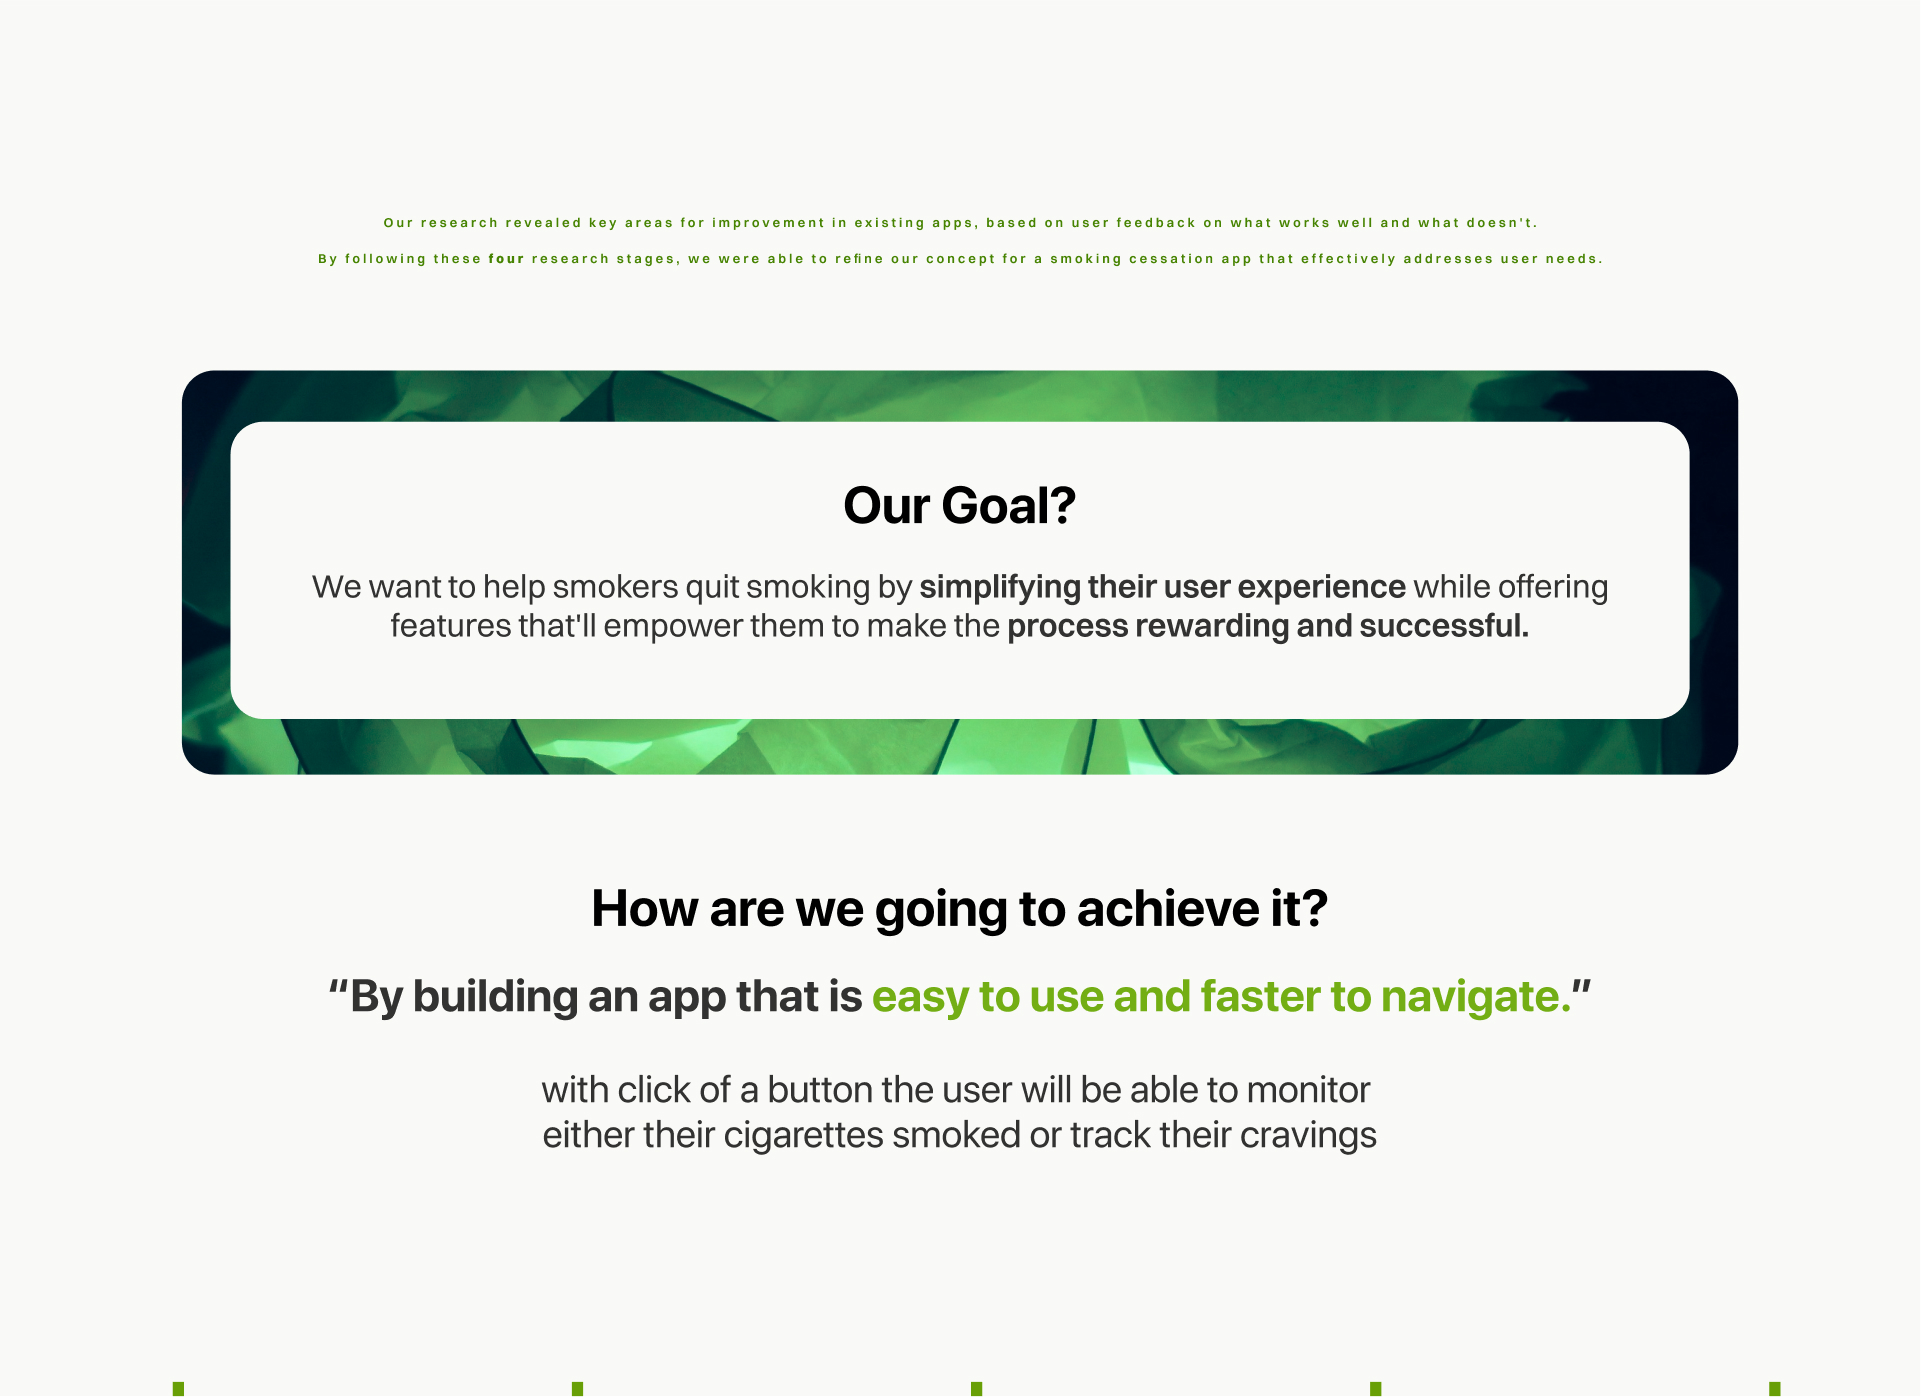 Our research revealed key areas for improvement in existing apps, based on user feedback on what works well and what doesn't.
By following these four research stages, we were able to refine our concept for a smoking cessation app that effectively addresses user needs.
Our Goal?
We want to help smokers quit smoking by simplifying their user experience while offering
features that'll empower them to make the process rewarding and successful.
How are we going to achieve it?
“By building an app that is easy to use and faster to navigate.”
with click of a button the user will be able to monitor
either their cigarettes smoked or track their cravings